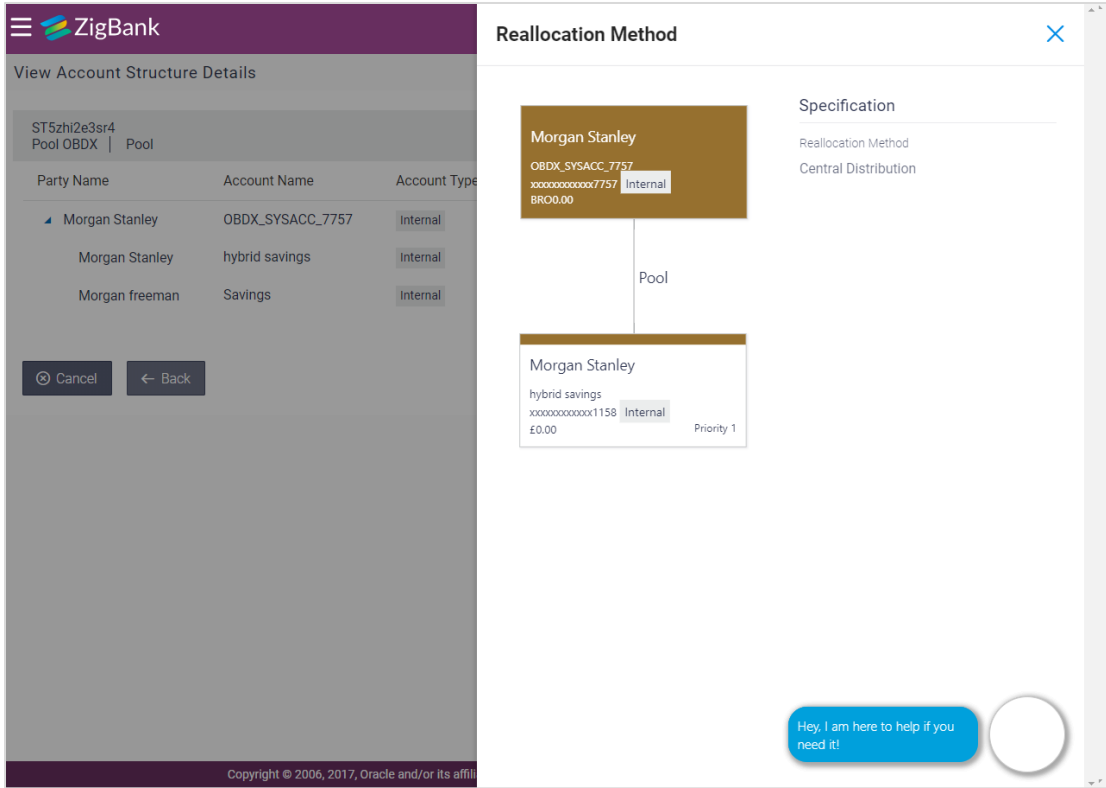 ZigBank
View Account Structure Details
ST5zhi2e3sr4
Pool OBDX | Pool
Party Name Account Name Account Type
Morgan Stanley OBDX_SYSACC_7757 Internal
Morgan Stanley hybrid savings Internal
Morgan freeman Savings Internal
Cancel Back
Copyright © 2006, 2017, Oracle and/or its affili
Reallocation Method
Morgan Stanley
OBDX_SYSACC_7757
xxxxxxxxxxxx7757 Internal
BRO0.00
Pool
Morgan Stanley
hybrid savings
xxxxxxxxxxxx1158 Internal
£0.00 Priority 1
Specification
Reallocation Method
Central Distribution
Hey, I am here to help if you
need it!